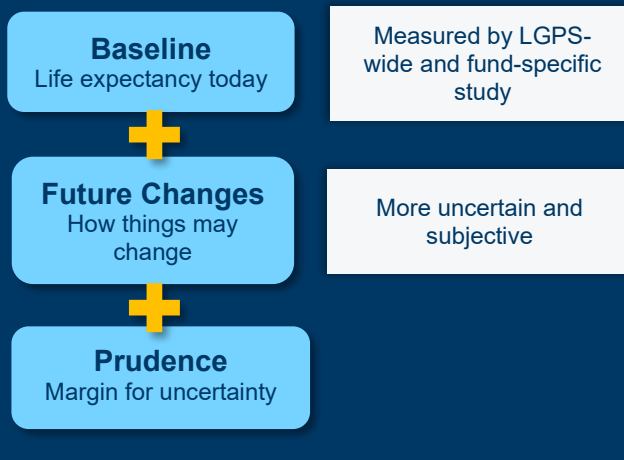 Baseline
Life expectancy today
Measured by LGPS-
wide and fund-specific
study
Future Changes
How things may
change
More uncertain and
subjective
Prudence
Margin for uncertainty